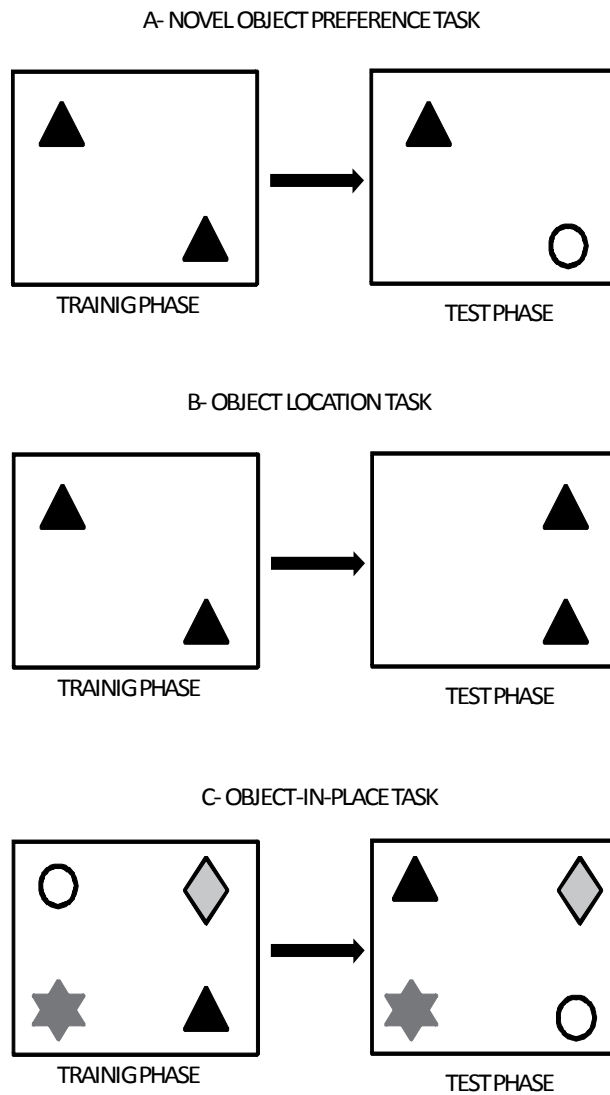 A- NOVEL OBJECT PREFERENCE TASK
TRAINIG PHASE
TEST PHASE
B- OBJECT LOCATION TASK
TRAINIG PHASE
TEST PHASE
C- OBJECT-IN-PLACE TASK
TRAINIG PHASE
TEST PHASE